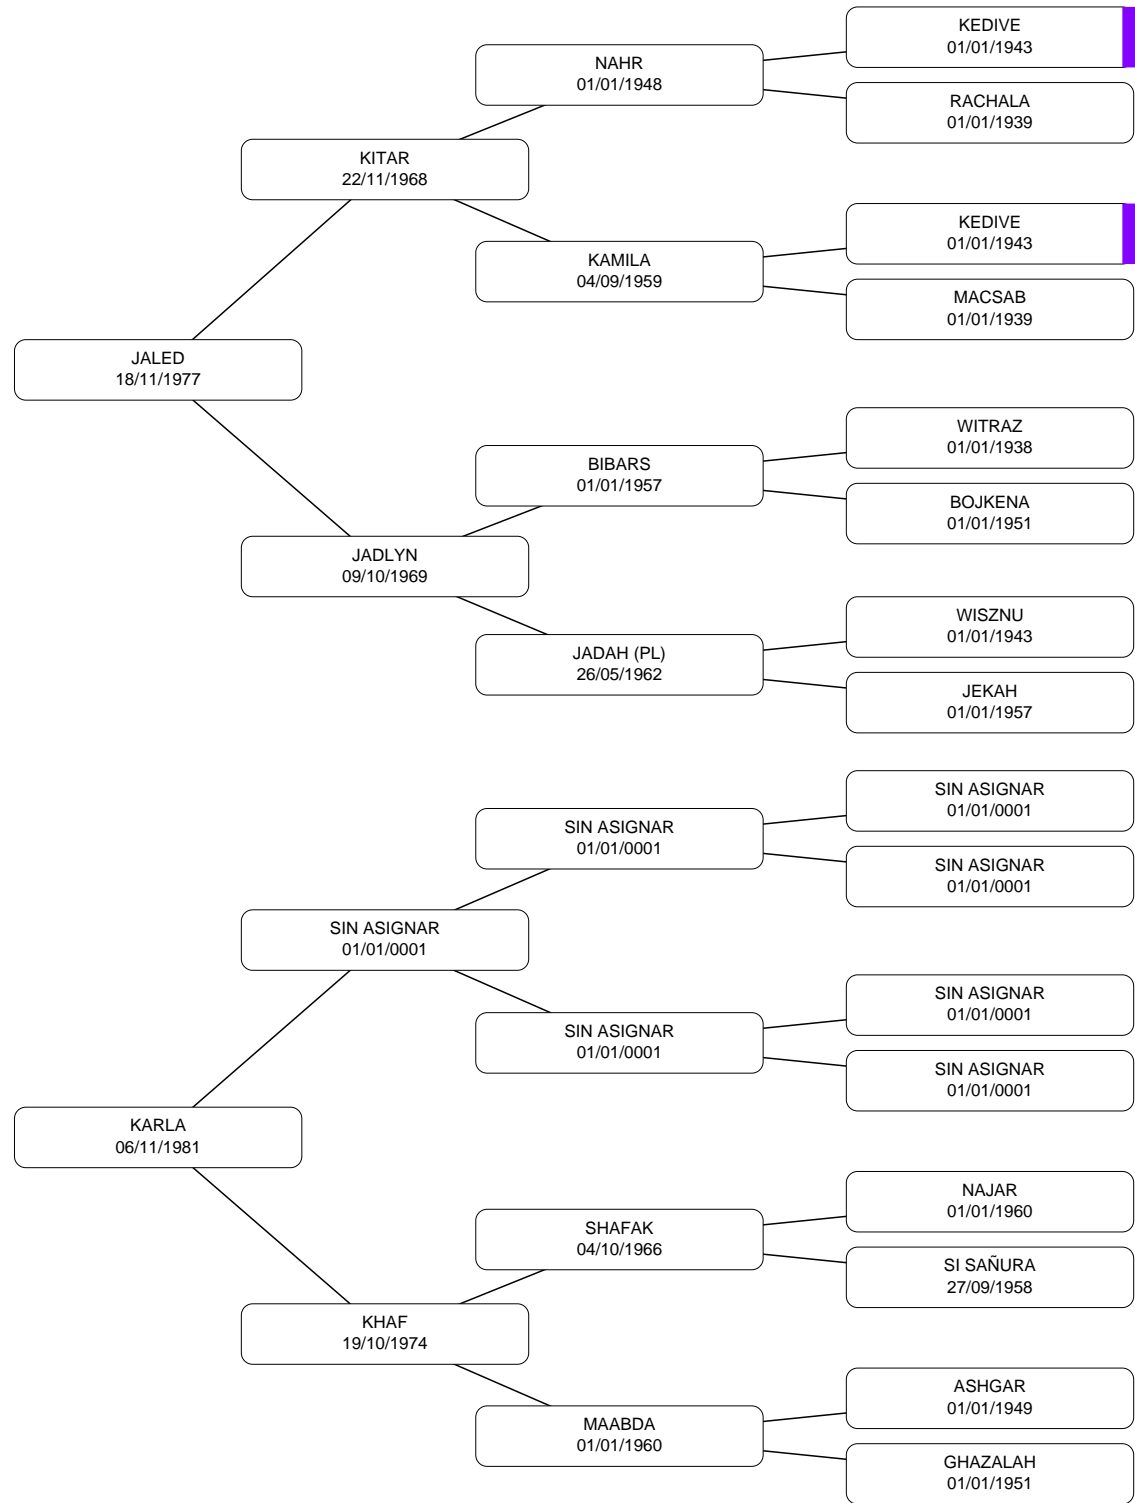 KEDIVE
01/01/1943
NAHR
01/01/1948
RACHALA
01/01/1939
KITAR
22/11/1968
KEDIVE
01/01/1943
KAMILA
04/09/1959
MACSAB
01/01/1939
JALED
18/11/1977
WITRAZ
01/01/1938
BIBARS
01/01/1957
BOJKENA
01/01/1951
JADLYN
09/10/1969
WISZNU
01/01/1943
JADAH (PL)
26/05/1962
JEKAH
01/01/1957
SIN ASIGNAR
01/01/0001
SIN ASIGNAR
01/01/0001
SIN ASIGNAR
01/01/0001
SIN ASIGNAR
01/01/0001
SIN ASIGNAR
01/01/0001
SIN ASIGNAR
01/01/0001
SIN ASIGNAR
01/01/0001
KARLA
06/11/1981
NAJAR
01/01/1960
SHAFAK
04/10/1966
SI SAÑURA
27/09/1958
KHAF
19/10/1974
ASHGAR
01/01/1949
MAABDA
01/01/1960
GHAZALAH
01/01/1951